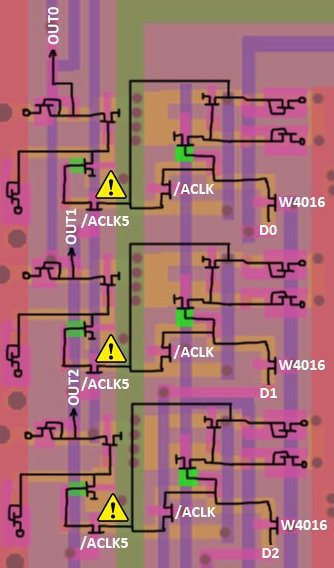 OUT0
/ACLK
W4016
/ACLK5
D0
OUT1
/ACLK
W4016
/ACLK5
D1
OUT2
/ACLK
W4016
/ACLK5
D2